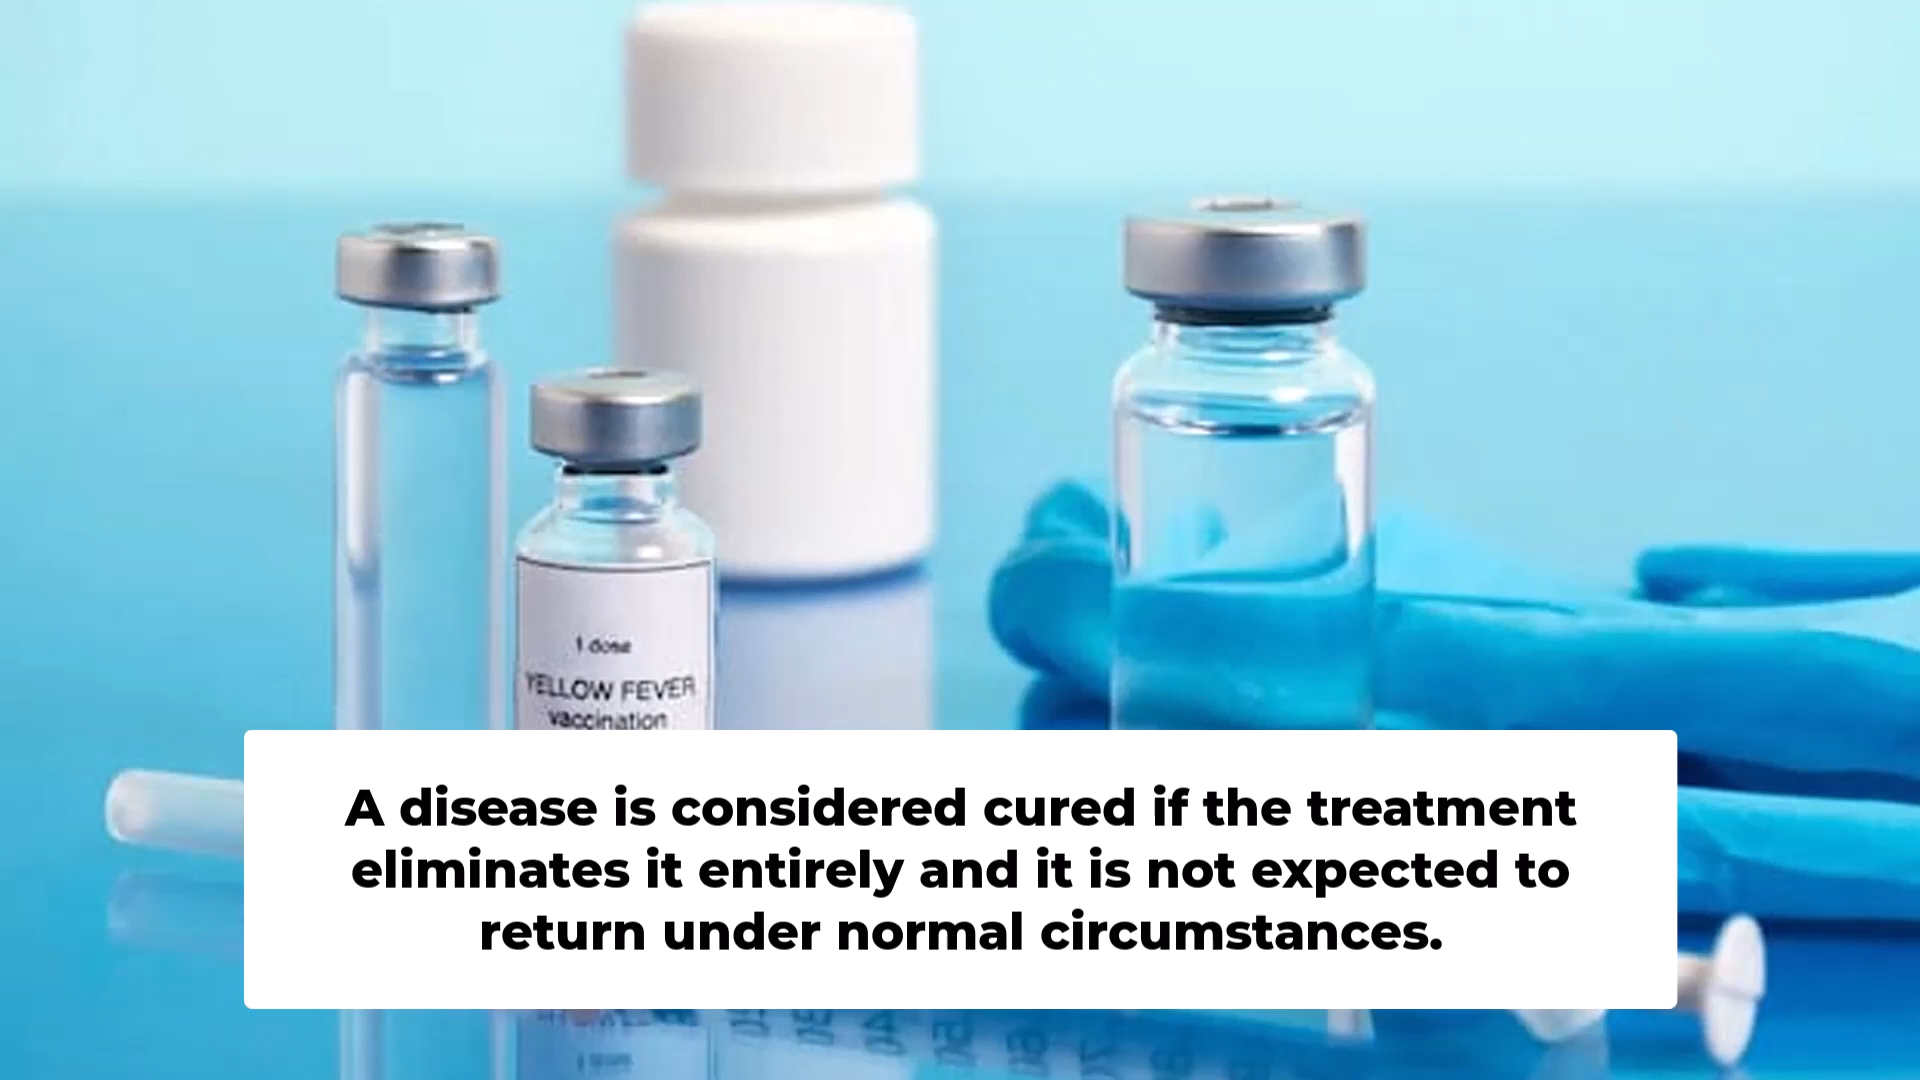 1 dose
YELLOW FEVER
vaccination
A disease is considered cured if the treatment
eliminates it entirely and it is not expected to
return under normal circumstances.